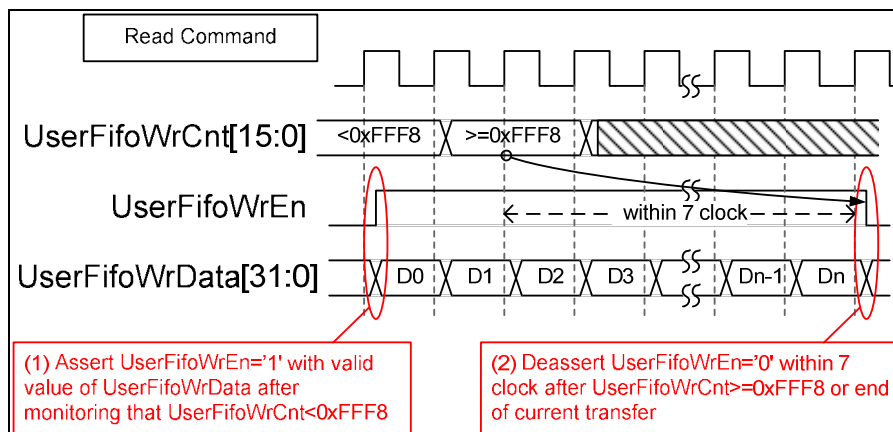 Read Command
UserFifoWrCnt[15:0]
<0xFFF8
>=0xFFF8
UserFifoWrEn
within 7 clock
UserFifoWrData[31:0]
D0
D1
D2
D3
Dn-1
Dn
(1) Assert UserFifoWrEn='1' with valid
value of UserFifoWrData after
monitoring that UserFifoWrCnt<0xFFF8
(2) Deassert UserFifoWrEn='0' within 7
clock after UserFifoWrCnt>=0xFFF8 or end
of current transfer